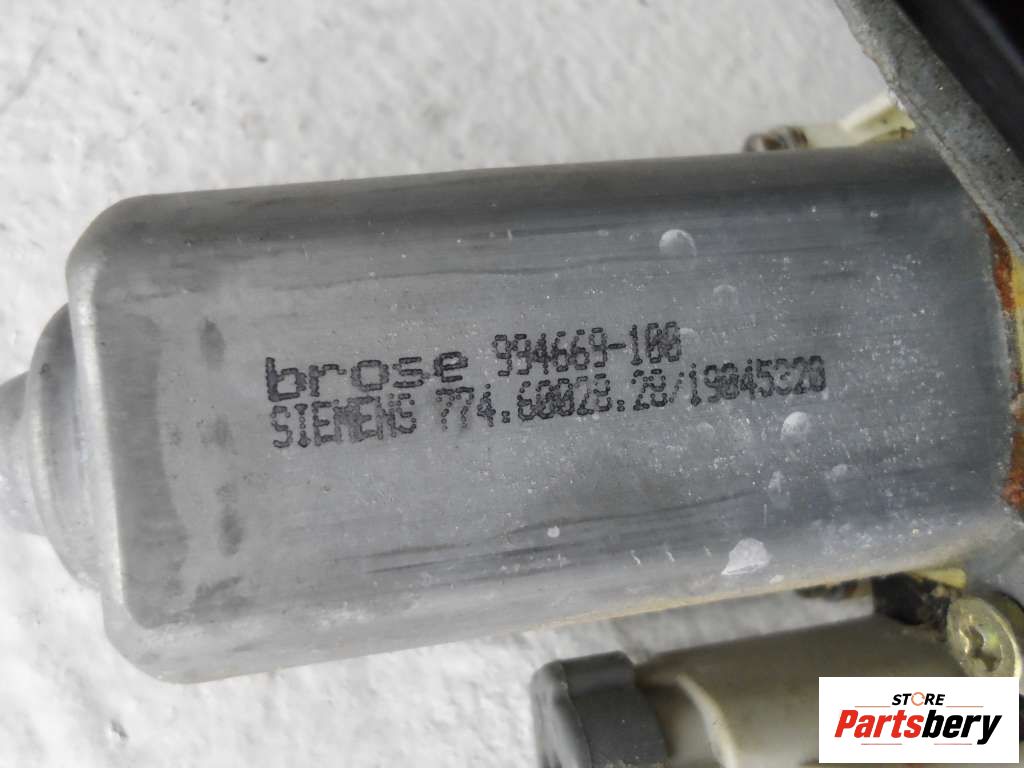 brose 994669-100
SIEMENS 774.60028.28/19045320
STORE
Partsbery